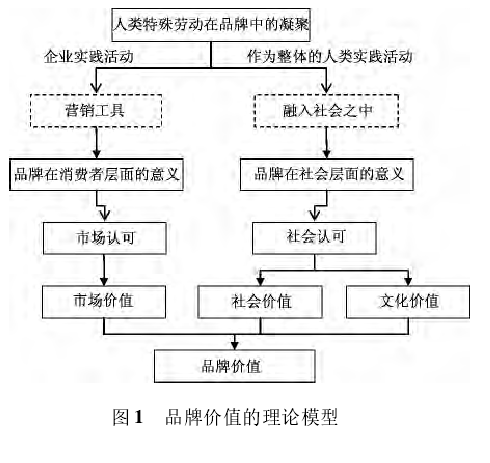 人类特殊劳动在品牌中的凝聚
企业实践活动
作为整体的人类实践活动
营销工具
融入社会之中
品牌在消费者层面的意义
品牌在社会层面的意义
市场认可
社会认可
市场价值
社会价值
文化价值
品牌价值
图1 品牌价值的理论模型